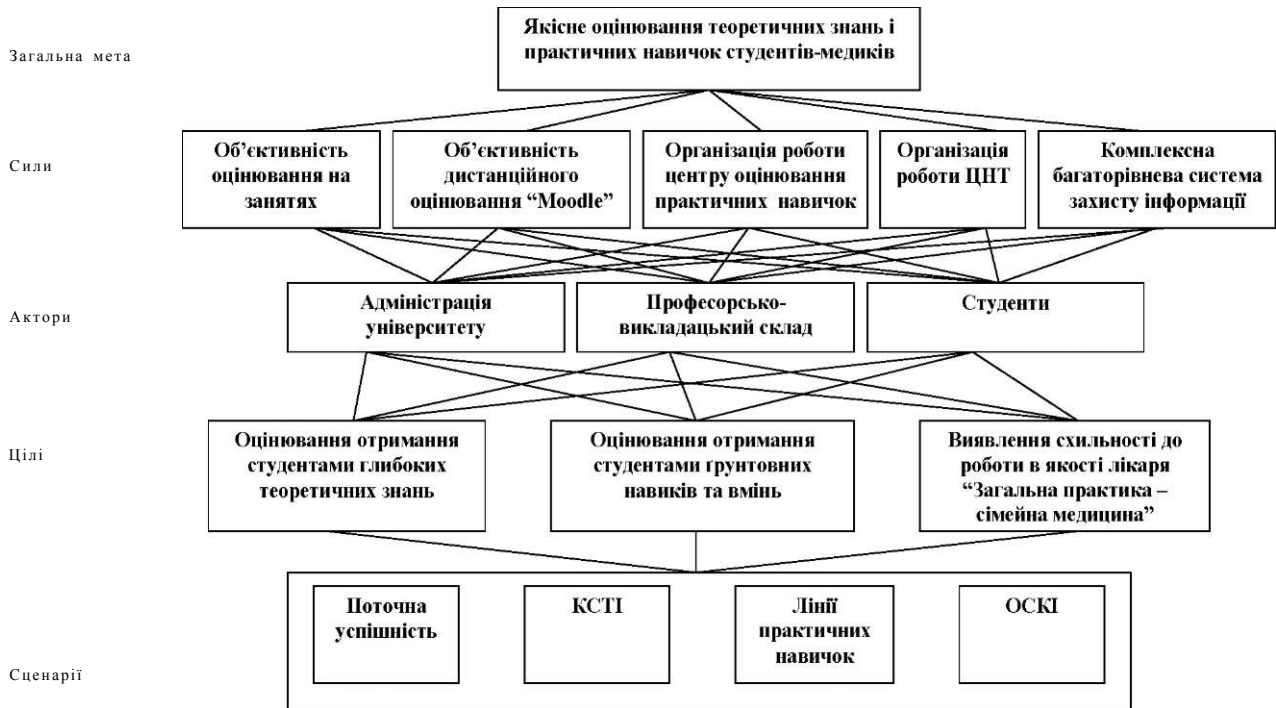 Якісне оцінювання теоретичних знань і
практичних навичок студентів-медиків
Загальна мета
Сили
Об’єктивність
оцінювання на
занятях
Об’єктивність
дистанційного
оцінювання “Moodle”
Організація роботи
центру оцінювання
практичних навичок
Організація
роботи ЦНТ
Комплексна
багаторівнева система
захисту інформації
Актори
Адміністрація
університету
Професорсько-
викладацький склад
Студенти
Цілі
Оцінювання отримання
студентами глибоких
теоретичних знань
Оцінювання отримання
студентами ґрунтовних
навиків та вмінь
Виявлення схильності до
роботи в якості лікаря
“Загальна практика –
сімейна медицина”
Поточна
успішність
КСТІ
Лінії
практичних
навичок
ОСКІ
Сценарії